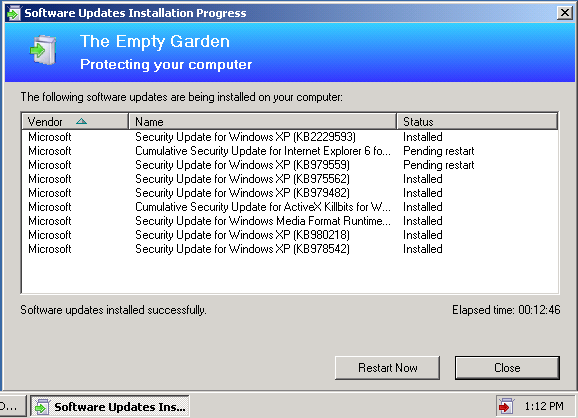 Software Updates Installation Progress
The Empty Garden
Protecting your computer
The following software updates are being installed on your computer:
Vendor Name Status
Microsoft Security Update for Windows XP (KB2229593) Installed
Microsoft Cumulative Security Update for Internet Explorer 6 fo... Pending restart
Microsoft Security Update for Windows XP (KB979559) Pending restart
Microsoft Security Update for Windows XP (KB975562) Installed
Microsoft Security Update for Windows XP (KB979482) Installed
Microsoft Cumulative Security Update for ActiveX Killbits for W... Installed
Microsoft Security Update for Windows Media Format Runtime... Installed
Microsoft Security Update for Windows XP (KB980218) Installed
Microsoft Security Update for Windows XP (KB978542) Installed
Software updates installed successfully. Elapsed time: 00:12:46
Restart Now Close
O... Software Updates Ins... 1:12 PM